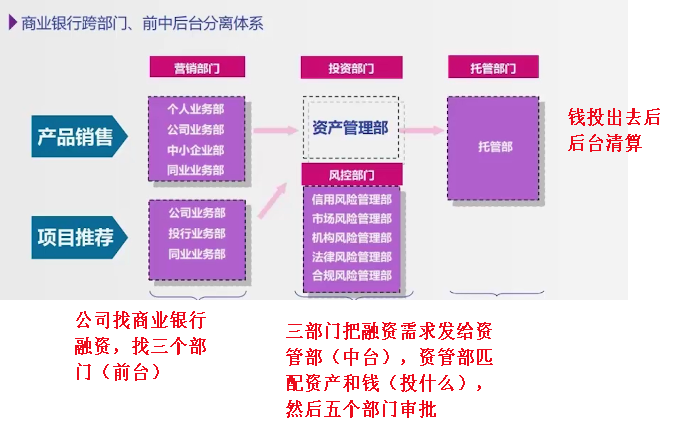 商业银行跨部门、前中后台分离体系
营销部门
投资部门
托管部门
产品销售
个人业务部
公司业务部
中小企业部
同业业务部
资产管理部
托管部
钱投出去后
后台清算
风控部门
项目推荐
公司业务部
投行业务部
同业业务部
信用风险管理部
市场风险管理部
机构风险管理部
法律风险管理部
合规风险管理部
公司找商业银行
融资，找三个部
门（前台）
三部门把融资需求发给资
管部（中台），资管部匹
配资产和钱（投什么），
然后五个部门审批